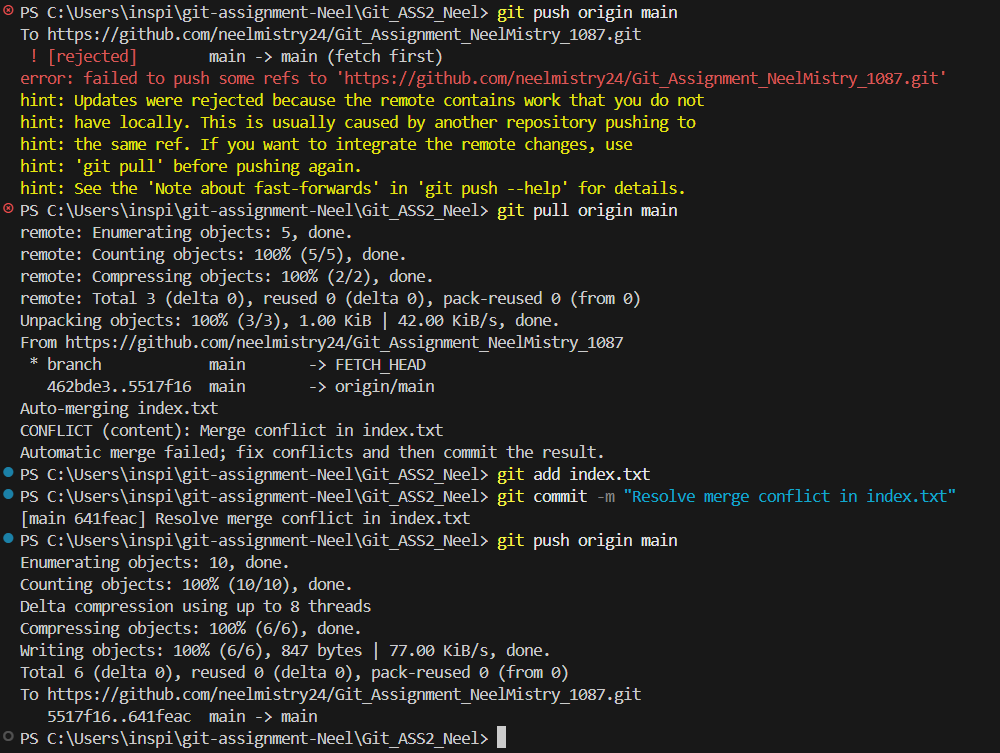 PS C:\Users\inspi\git-assignment-Neel\Git_ASS2_Neel> git push origin main
To https://github.com/neelmistry24/Git_Assignment_NeelMistry_1087.git
 ! [rejected]        main -> main (fetch first)
error: failed to push some refs to 'https://github.com/neelmistry24/Git_Assignment_NeelMistry_1087.git'
hint: Updates were rejected because the remote contains work that you do not
hint: have locally. This is usually caused by another repository pushing to
hint: the same ref. If you want to integrate the remote changes, use
hint: 'git pull' before pushing again.
hint: See the 'Note about fast-forwards' in 'git push --help' for details.
PS C:\Users\inspi\git-assignment-Neel\Git_ASS2_Neel> git pull origin main
remote: Enumerating objects: 5, done.
remote: Counting objects: 100% (5/5), done.
remote: Compressing objects: 100% (2/2), done.
remote: Total 3 (delta 0), reused 0 (delta 0), pack-reused 0 (from 0)
Unpacking objects: 100% (3/3), 1.00 KiB | 42.00 KiB/s, done.
From https://github.com/neelmistry24/Git_Assignment_NeelMistry_1087
 * branch            main       -> FETCH_HEAD
   462bde3..5517f16  main       -> origin/main
Auto-merging index.txt
CONFLICT (content): Merge conflict in index.txt
Automatic merge failed; fix conflicts and then commit the result.
PS C:\Users\inspi\git-assignment-Neel\Git_ASS2_Neel> git add index.txt
PS C:\Users\inspi\git-assignment-Neel\Git_ASS2_Neel> git commit -m "Resolve merge conflict in index.txt"
[main 641feac] Resolve merge conflict in index.txt
PS C:\Users\inspi\git-assignment-Neel\Git_ASS2_Neel> git push origin main
Enumerating objects: 10, done.
Counting objects: 100% (10/10), done.
Delta compression using up to 8 threads
Compressing objects: 100% (6/6), done.
Writing objects: 100% (6/6), 847 bytes | 77.00 KiB/s, done.
Total 6 (delta 0), reused 0 (delta 0), pack-reused 0 (from 0)
To https://github.com/neelmistry24/Git_Assignment_NeelMistry_1087.git
   5517f16..641feac  main -> main
PS C:\Users\inspi\git-assignment-Neel\Git_ASS2_Neel>